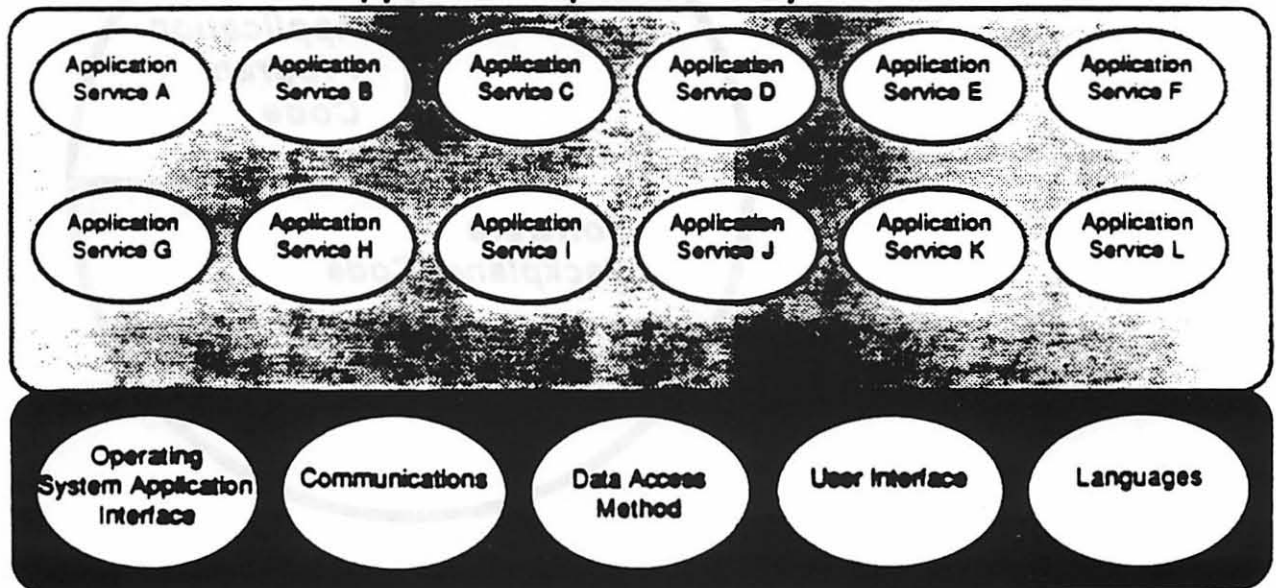 Application
Service A
Application
Service B
Application
Service C
Application
Service D
Application
Service E
Application
Service F
Application
Service G
Application
Service H
Application
Service I
Application
Service J
Application
Service K
Application
Service L
Operating
System Application
Interface
Communications
Data Access
Method
User Interface
Languages